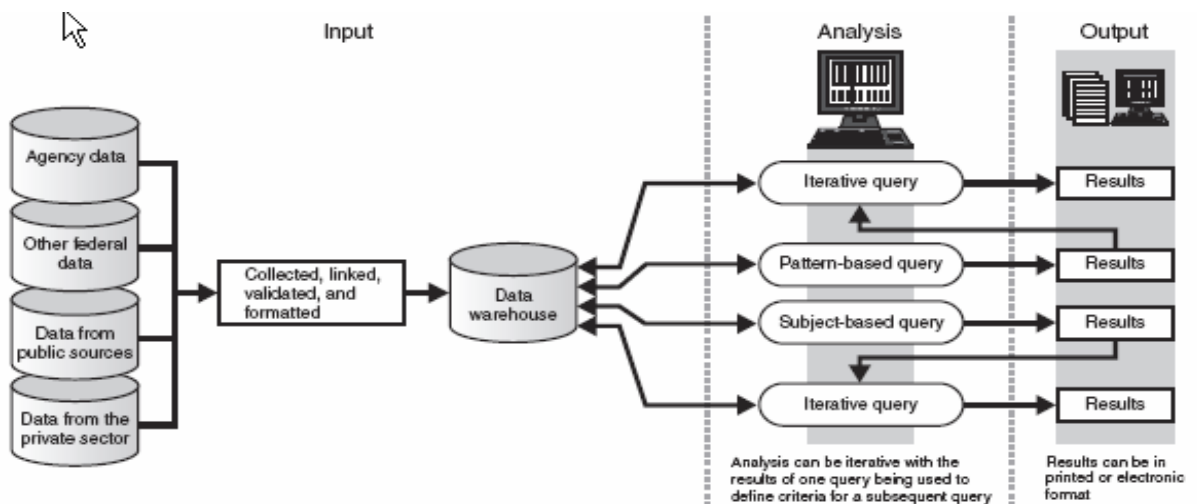 Input
Analysis
Output
Agency data
Other federal
data
Data from
public sources
Data from the
private sector
Collected, linked,
validated, and
formatted
Data
warehouse
Iterative query
Results
Pattern-based query
Results
Subject-based query
Results
Iterative query
Results
Analysis can be iterative with the
results of one query being used to
define criteria for a subsequent query
Results can be in
printed or electronic
format